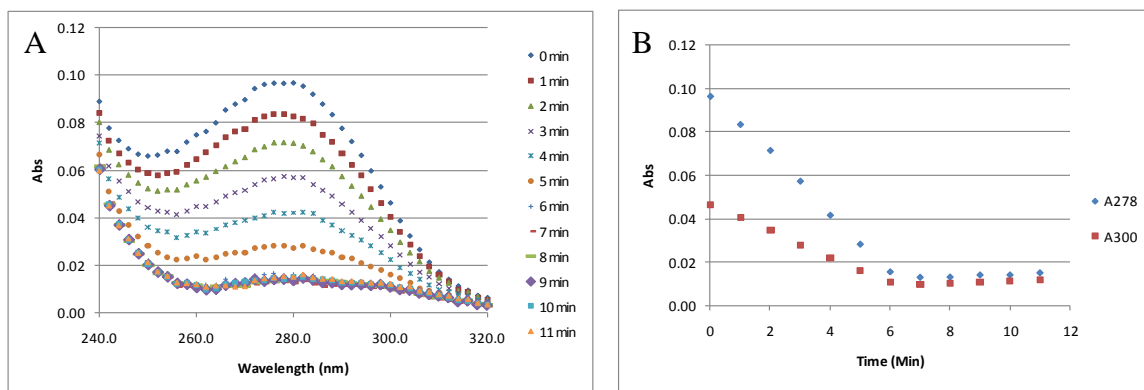 A
Abs
0.12
0.10
0.08
0.06
0.04
0.02
0.00
240.0 260.0 280.0 300.0 320.0
Wavelength (nm)
0 min
1 min
2 min
3 min
4 min
5 min
6 min
7 min
8 min
9 min
10 min
11 min
B
Abs
0.12
0.10
0.08
0.06
0.04
0.02
0.00
0 2 4 6 8 10 12
Time (Min)
A278
A300